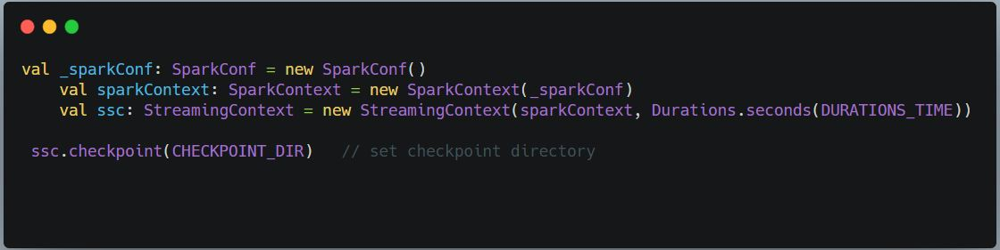 val _sparkConf: SparkConf = new SparkConf()
    val sparkContext: SparkContext = new SparkContext(_sparkConf)
    val ssc: StreamingContext = new StreamingContext(sparkContext, Durations.seconds(DURATIONS_TIME))
 ssc.checkpoint(CHECKPOINT_DIR)   // set checkpoint directory